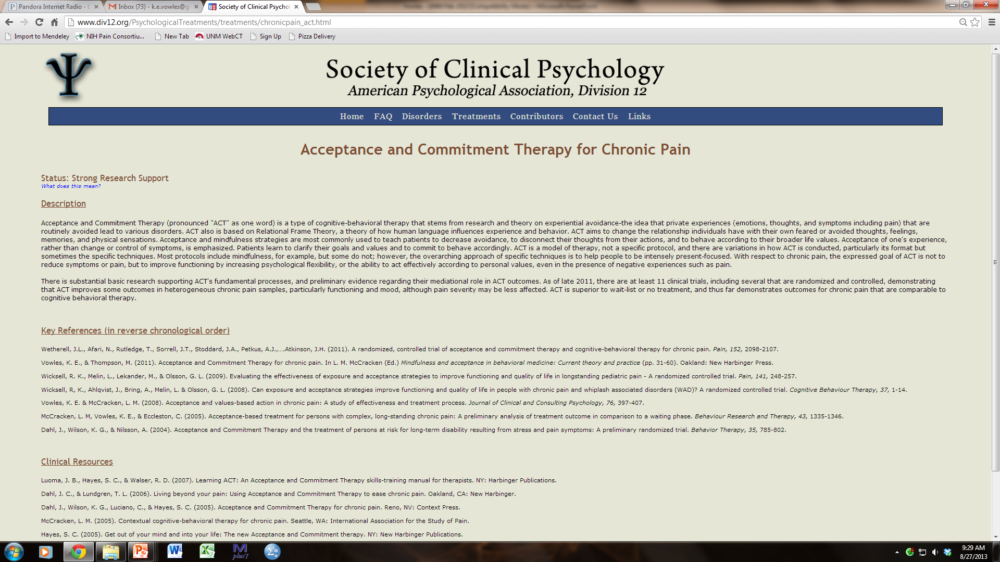 Pandora Internet Radio - L
Inbox (73) - k.e.vowles@g
Society of Clinical Psychol
www.div12.org/PsychologicalTreatments/treatments/chronicpain_act.html
Import to Mendeley NIH Pain Consortiu... New Tab UNM WebCT Sign Up Pizza Delivery
Society of Clinical Psychology
American Psychological Association, Division 12
Home FAQ Disorders Treatments Contributors Contact Us Links
Acceptance and Commitment Therapy for Chronic Pain
Status: Strong Research Support
What does this mean?
Description
Acceptance and Commitment Therapy (pronounced "ACT" as one word) is a type of cognitive-behavioral therapy that stems from research and theory on experiential avoidance-the idea that private experiences (emotions, thoughts, and symptoms including pain) that are
routinely avoided lead to various disorders. ACT also is based on Relational Frame Theory, a theory of how human language influences experience and behavior. ACT aims to change the relationship individuals have with their own feared or avoided thoughts, feelings,
memories, and physical sensations. Acceptance and mindfulness strategies are most commonly used to teach patients to decrease avoidance, to disconnect their thoughts from their actions, and to behave according to their broader life values. Acceptance of one's experience,
rather than change or control of symptoms, is emphasized. Patients learn to clarify their goals and values and to commit to behave accordingly. ACT is a model of therapy, not a specific protocol, and there are variations in how ACT is conducted, particularly its format but
sometimes the specific techniques. Most protocols include mindfulness, for example, but some do not; however, the overarching approach of specific techniques is to help people to be intensely present-focused. With respect to chronic pain, the expressed goal of ACT is not to
reduce symptoms or pain, but to improve functioning by increasing psychological flexibility, or the ability to act effectively according to personal values, even in the presence of negative experiences such as pain.
There is substantial basic research supporting ACT's fundamental processes, and preliminary evidence regarding their mediational role in ACT outcomes. As of late 2011, there are at least 11 clinical trials, including several that are randomized and controlled, demonstrating
that ACT improves some outcomes in heterogeneous chronic pain samples, particularly functioning and mood, although pain severity may be less affected. ACT is superior to wait-list or no treatment, and thus far demonstrates outcomes for chronic pain that are comparable to
cognitive behavioral therapy.
Key References (in reverse chronological order)
Wetherell, J.L., Afari, N., Rutledge, T., Sorrell, J.T., Stoddard, J.A., Petkus, A.J.,....Atkinson, J.H. (2011). A randomized, controlled trial of acceptance and commitment therapy and cognitive-behavioral therapy for chronic pain. Pain, 152, 2098-2107.
Vowles, K. E., & Thompson, M. (2011). Acceptance and Commitment Therapy for chronic pain. In L. M. McCracken (Ed.) Mindfulness and acceptance in behavioral medicine: Current theory and practice (pp. 31-60). Oakland: New Harbinger Press.
Wicksell, R. K., Melin, L., Lekander, M., & Olsson, G. L. (2009). Evaluating the effectiveness of exposure and acceptance strategies to improve functioning and quality of life in longstanding pediatric pain - A randomized controlled trial. Pain, 141, 248-257.
Wicksell, R, K., Ahlqvist, J., Bring, A., Melin, L. & Olsson, G. L. (2008). Can exposure and acceptance strategies improve functioning and quality of life in people with chronic pain and whiplash associated disorders (WAD)? A randomized controlled trial. Cognitive Behaviour Therapy, 37, 1-14.
Vowles, K. E. & McCracken, L. M. (2008). Acceptance and values-based action in chronic pain: A study of effectiveness and treatment process. Journal of Clinical and Consulting Psychology, 76, 397-407.
McCracken, L. M, Vowles, K. E., & Eccleston, C. (2005). Acceptance-based treatment for persons with complex, long-standing chronic pain: A preliminary analysis of treatment outcome in comparison to a waiting phase. Behaviour Research and Therapy, 43, 1335-1346.
Dahl, J., Wilson, K. G., & Nilsson, A. (2004). Acceptance and Commitment Therapy and the treatment of persons at risk for long-term disability resulting from stress and pain symptoms: A preliminary randomized trial. Behavior Therapy, 35, 785-802.
Clinical Resources
Luoma, J. B., Hayes, S. C., & Walser, R. D. (2007). Learning ACT: An Acceptance and Commitment Therapy skills-training manual for therapists. NY: Harbinger Publications.
Dahl, J. C., & Lundgren, T. L. (2006). Living beyond your pain: Using Acceptance and Commitment Therapy to ease chronic pain. Oakland, CA: New Harbinger.
Dahl, J., Wilson, K. G., Luciano, C., & Hayes, S. C. (2005). Acceptance and Commitment Therapy for chronic pain. Reno, NV: Context Press.
McCracken, L. M. (2005). Contextual cognitive-behavioral therapy for chronic pain. Seattle, WA: International Association for the Study of Pain.
Hayes, S. C. (2005). Get out of your mind and into your life: The new Acceptance and Commitment therapy. NY: New Harbinger Publications.
M
plus7
9:29 AM
8/27/2013